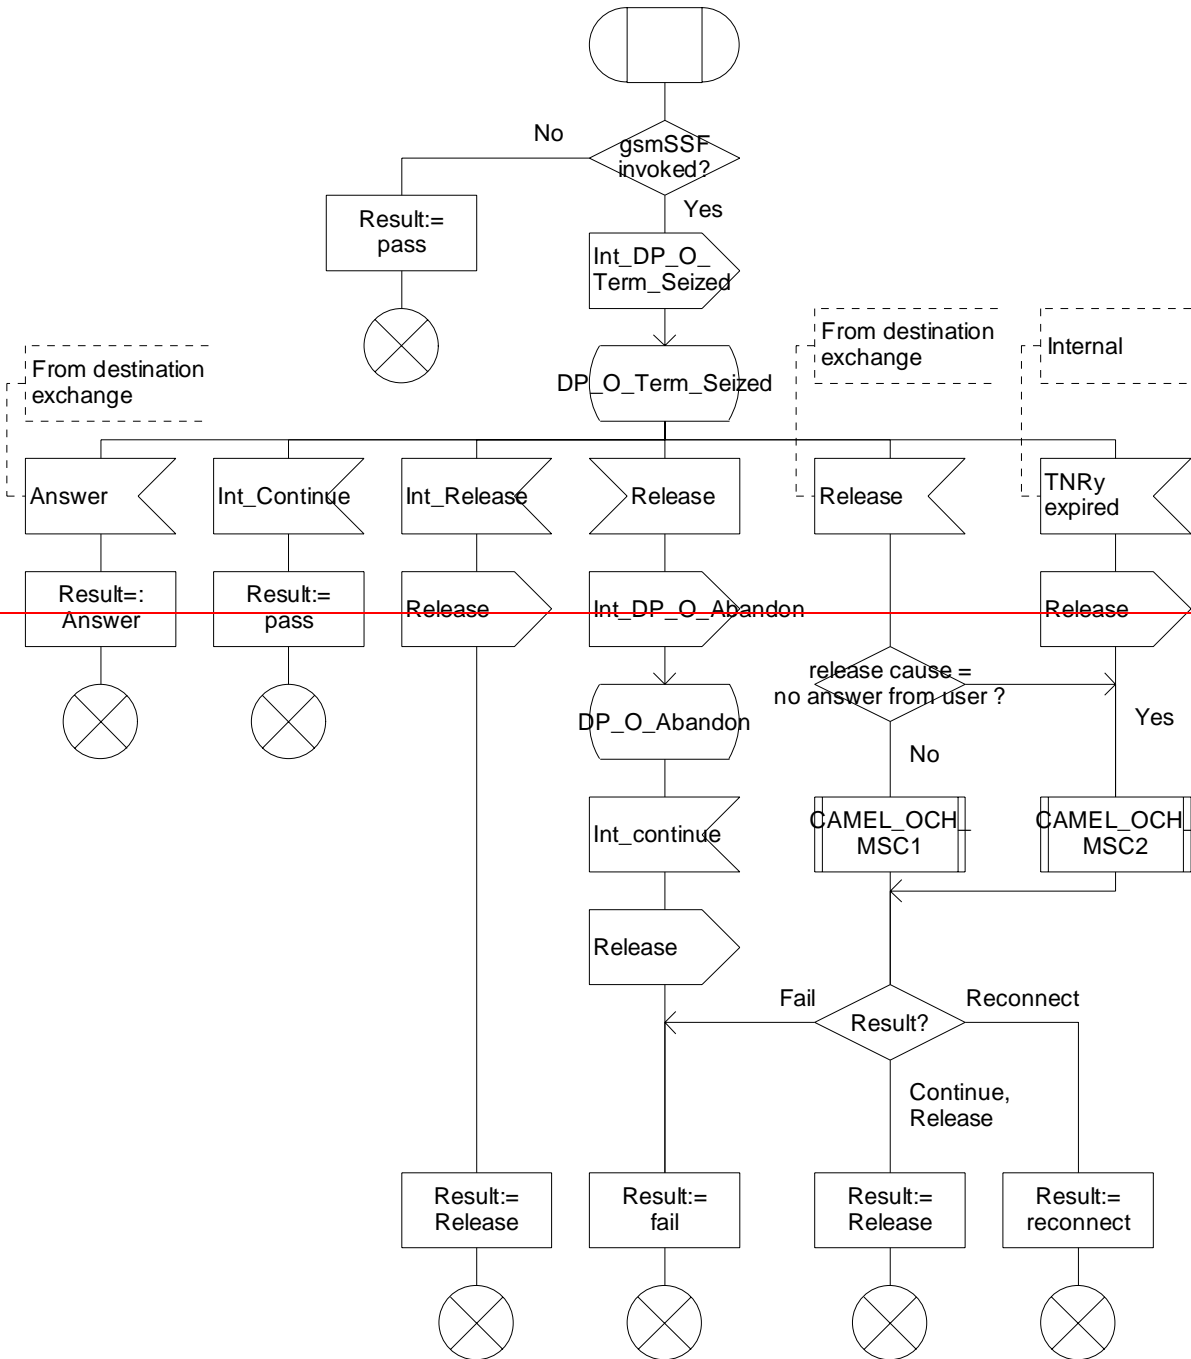 No
gsmSSF
invoked?
Yes
Result:=
pass
Int_DP_O_
Term_Seized
From destination
exchange
Internal
From destination
exchange
DP_O_Term_Seized
Answer
Int_Continue
Int_Release
Release
Release
TNRy
expired
Result=:
Answer
Result:=
pass
Release
Int_DP_O_Abandon
Release
release cause =
no answer from user ?
DP_O_Abandon
Yes
No
Int_continue
CAMEL_OCH_
MSC1
CAMEL_OCH_
MSC2
Release
Fail
Reconnect
Result?
Continue,
Release
Result:=
Release
Result:=
fail
Result:=
Release
Result:=
reconnect